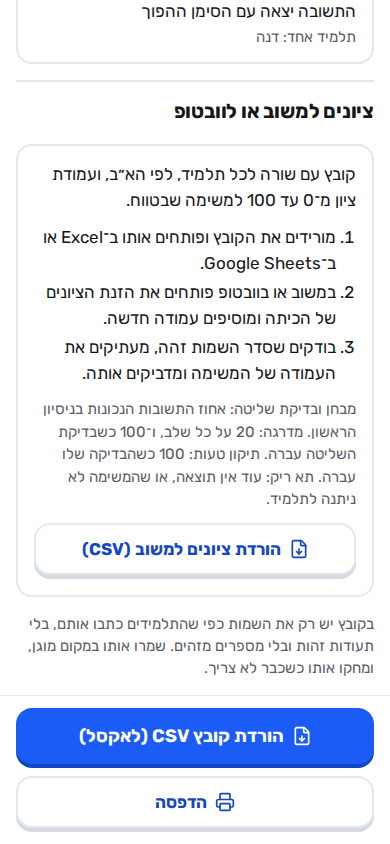 התשובה יצאה עם הסימן ההפוך
תלמיד אחד: דנה
ציונים למשוב או לוובטופ
קובץ עם שורה לכל תלמיד, לפי הא״ב, ועמודת
ציון מ־0 עד 100 למשימה שבטווח.
1. מורידים את הקובץ ופותחים אותו ב־Excel או
ב־Google Sheets.
2. במשוב או בוובטופ פותחים את הזנת הציונים
של הכיתה ומוסיפים עמודה חדשה.
3. בודקים שסדר השמות זהה, מעתיקים את
העמודה של המשימה ומדביקים אותה.
מבחן ובדיקת שליטה: אחוז התשובות הנכונות בניסיון
הראשון. מדרגה: 20 על כל שלב, ו־100 כשבדיקת
השליטה עברה. תיקון טעות: 100 כשהבדיקה שלו
עברה. תא ריק: עוד אין תוצאה, או שהמשימה לא
ניתנה לתלמיד.
הורדת ציונים למשוב (CSV)
בקובץ יש רק את השמות כפי שהתלמידים כתבו אותם, בלי
תעודות זהות ובלי מספרים מזהים. שמרו אותו במקום מוגן,
ומחקו אותו כשכבר לא צריך.
הורדת קובץ CSV (לאקסל)
הדפסה